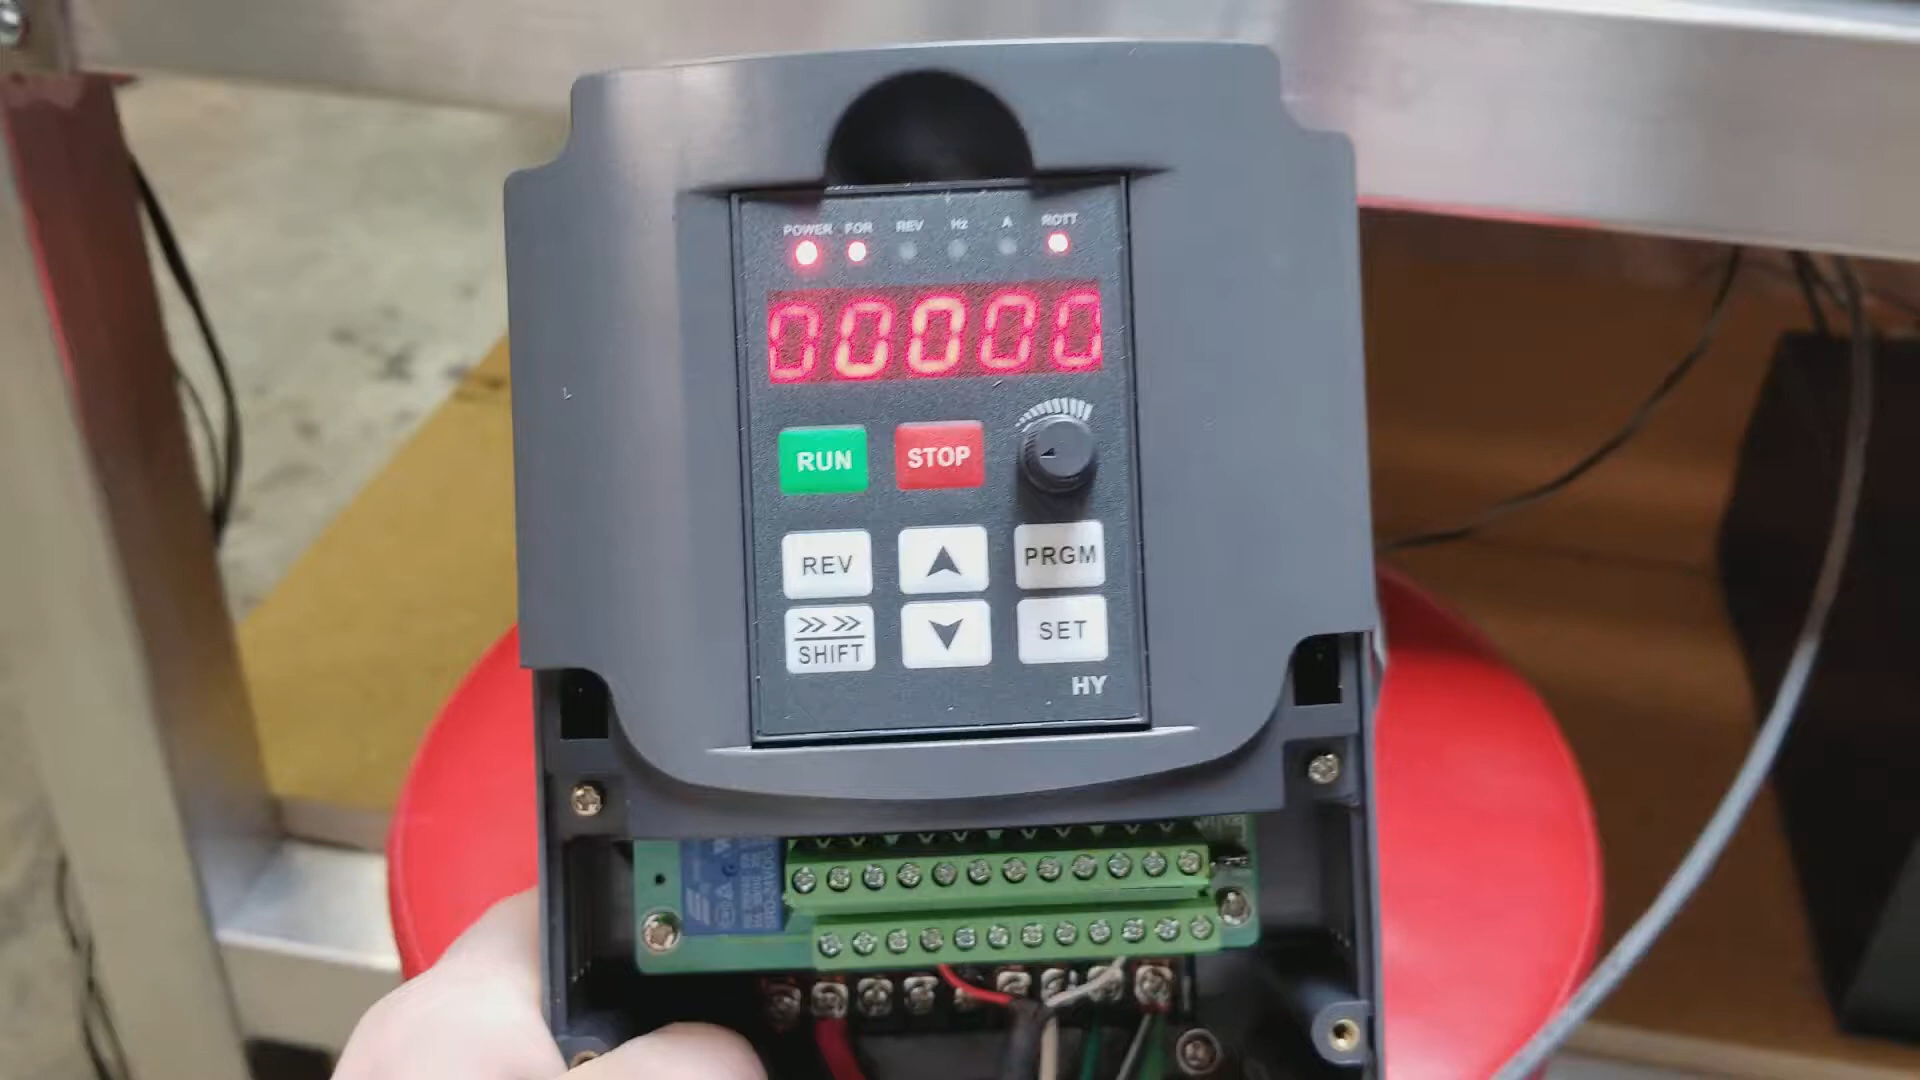 POWER FOR REV Hz A ROTT
00000
RUN STOP
REV PRGM
SHIFT SET
HY